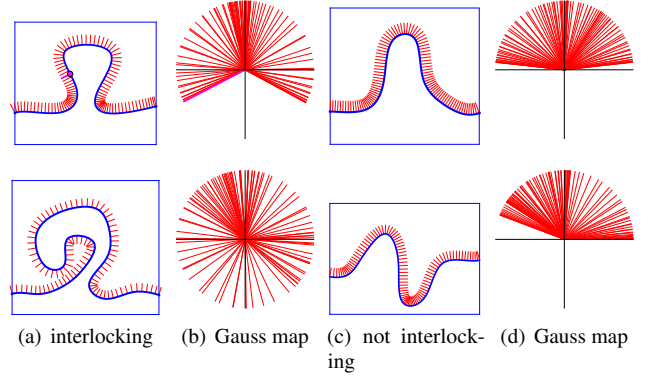 (a) interlocking
(b) Gauss map
(c) not interlock-
ing
(d) Gauss map